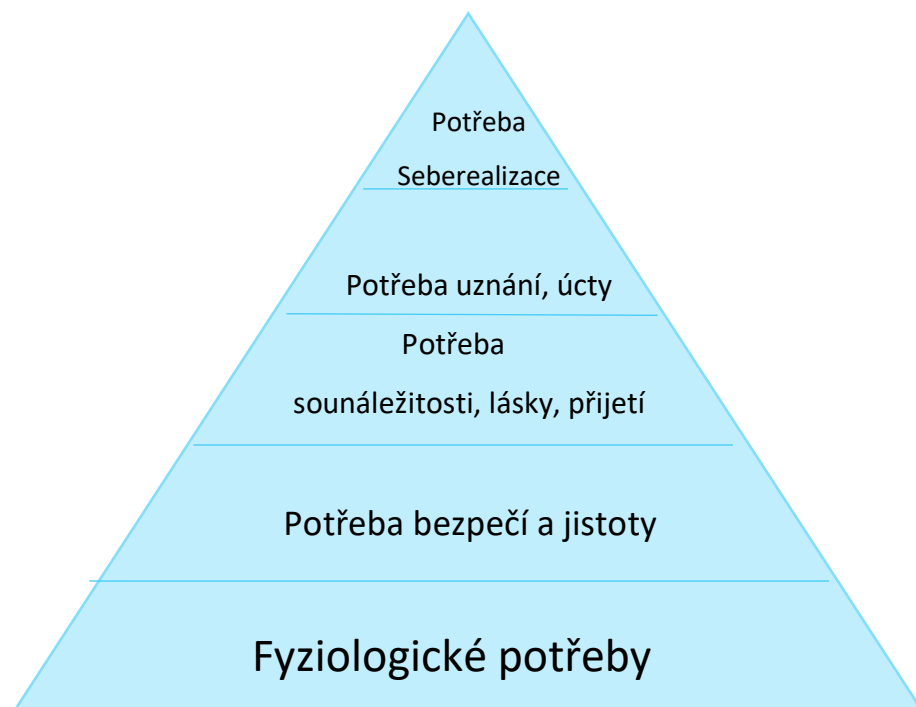 Potřeba
Seberealizace
Potřeba uznání, úcty
Potřeba
sounáležitosti, lásky, přijetí
Potřeba bezpečí a jistoty
Fyziologické potřeby